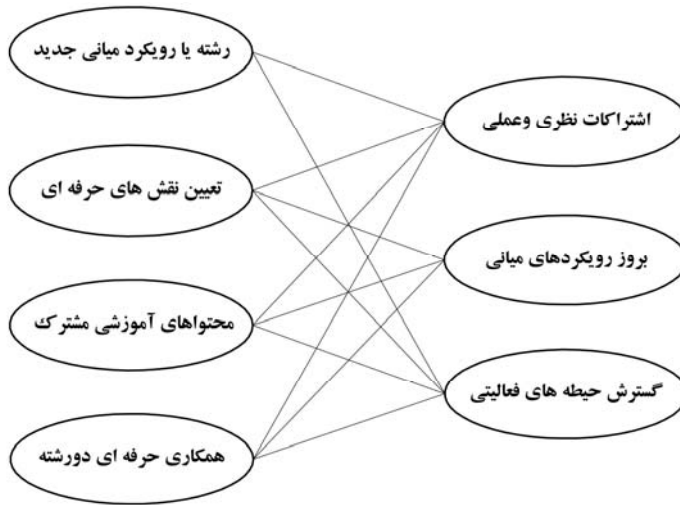 اشتراکات نظری وعملی
بروز رویکردهای میانی
گسترش حیطه های فعالیتی
رشته یا رویکرد میانی جدید
تعیین نقش های حرفه ای
محتواهای آموزشی مشترک
همکاری حرفه ای دورشته